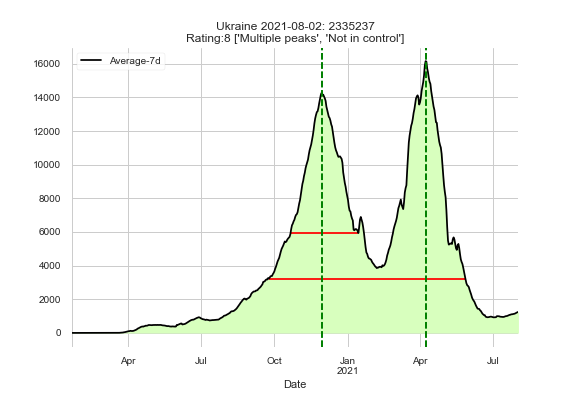 Ukraine 2021-08-02: 2335237
Rating:8 ['Multiple peaks', 'Not in control']
Average-7d
16000
14000
12000
10000
8000
6000
4000
2000
0
Apr
Jul
Oct
Jan
2021
Apr
Jul
Date